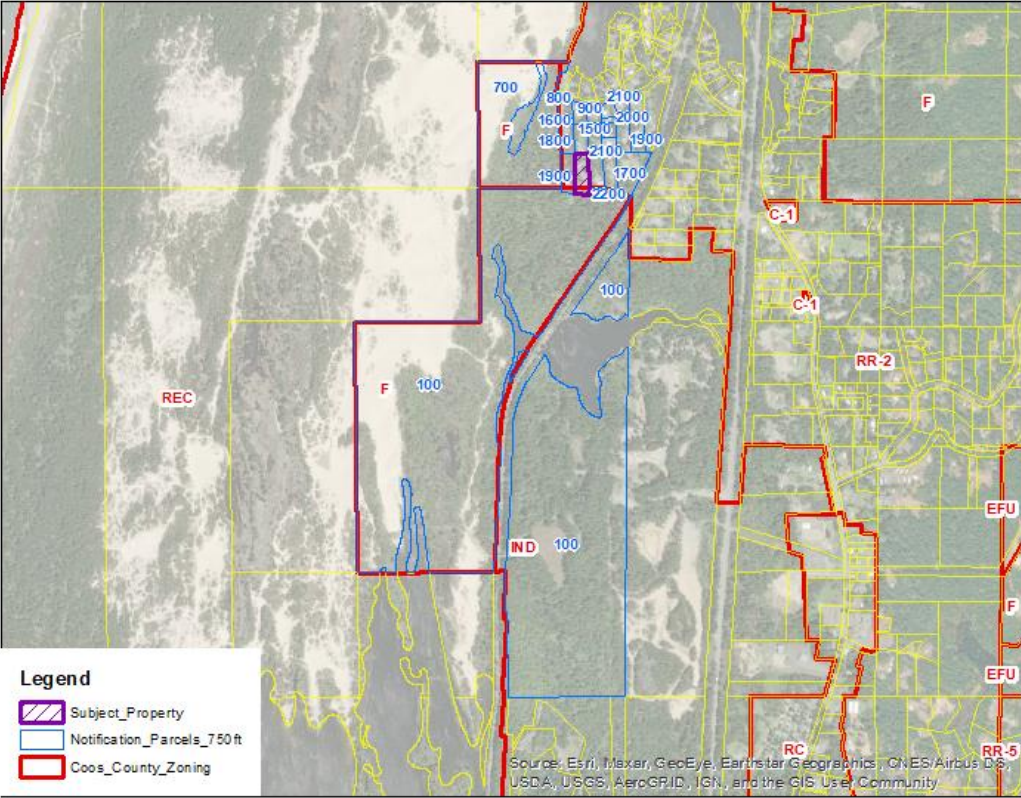 F
700
800
2100
900
1600
2000
1500
F
1800
1900
2100
1900
1700
2200
C-1
100
C-1
RR-2
F
100
REC
EFU
IND
100
F
EFU
RC
RR-5
Legend
Subject_Property
Notification_Parcels_750ft
Coos_County_Zoning
Source: Esri, Maxar, GeoEye, Earthstar Geographics, CNES/Airbus DS,
USDA, USGS, AeroGRID, IGN, and the GIS User Community